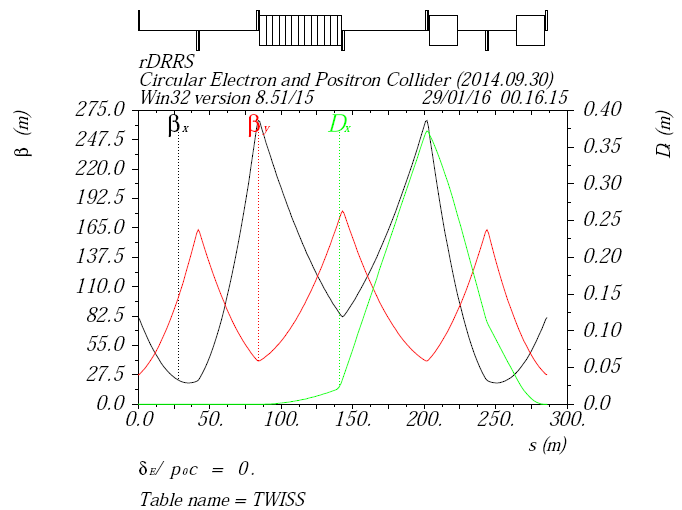 rDRRS
Circular Electron and Positron Collider (2014.09.30)
Win32 version 8.51/15 29/01/16 00.16.15
275.0 βx βy Dx 0.40
247.5 0.35
220.0 0.30
192.5 0.25
165.0 0.20
137.5 0.15
110.0 0.10
82.5 0.05
55.0 0.0
27.5
0.0
β (m)
D (m)
0.0 50. 100. 150. 200. 250. 300.
s (m)
δE/ p0c = 0.
Table name = TWISS